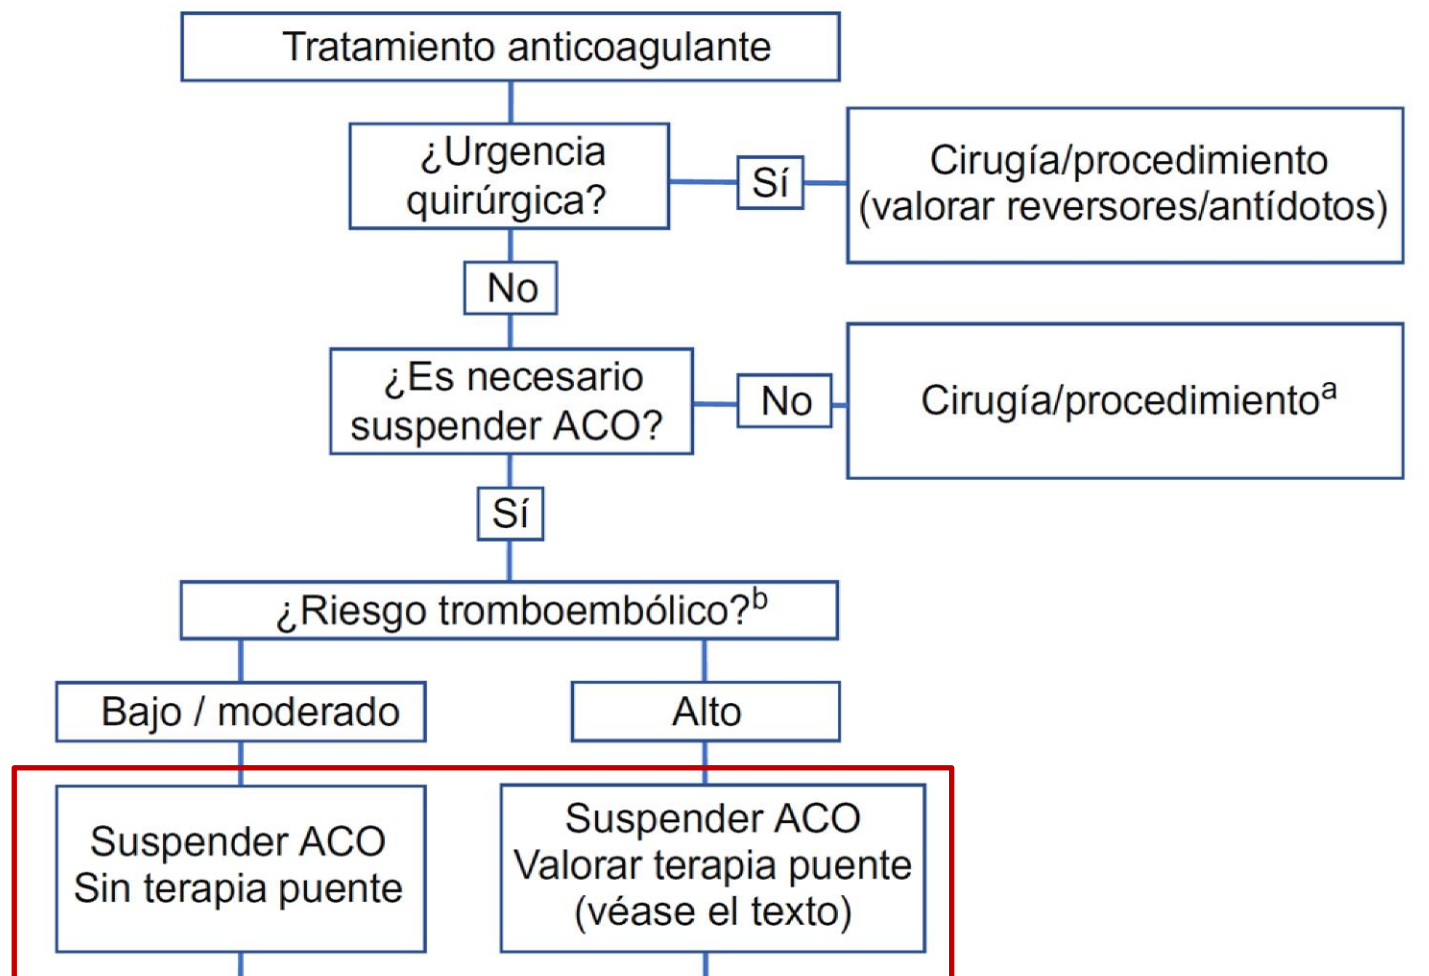 Tratamiento anticoagulante
¿Urgencia
quirúrgica?
Sí
Cirugía/procedimiento
(valorar reversores/antídotos)
No
¿Es necesario
suspender ACO?
No
Cirugía/procedimientoᵃ
Sí
¿Riesgo tromboembólico?ᵇ
Bajo / moderado
Alto
Suspender ACO
Sin terapia puente
Suspender ACO
Valorar terapia puente
(véase el texto)